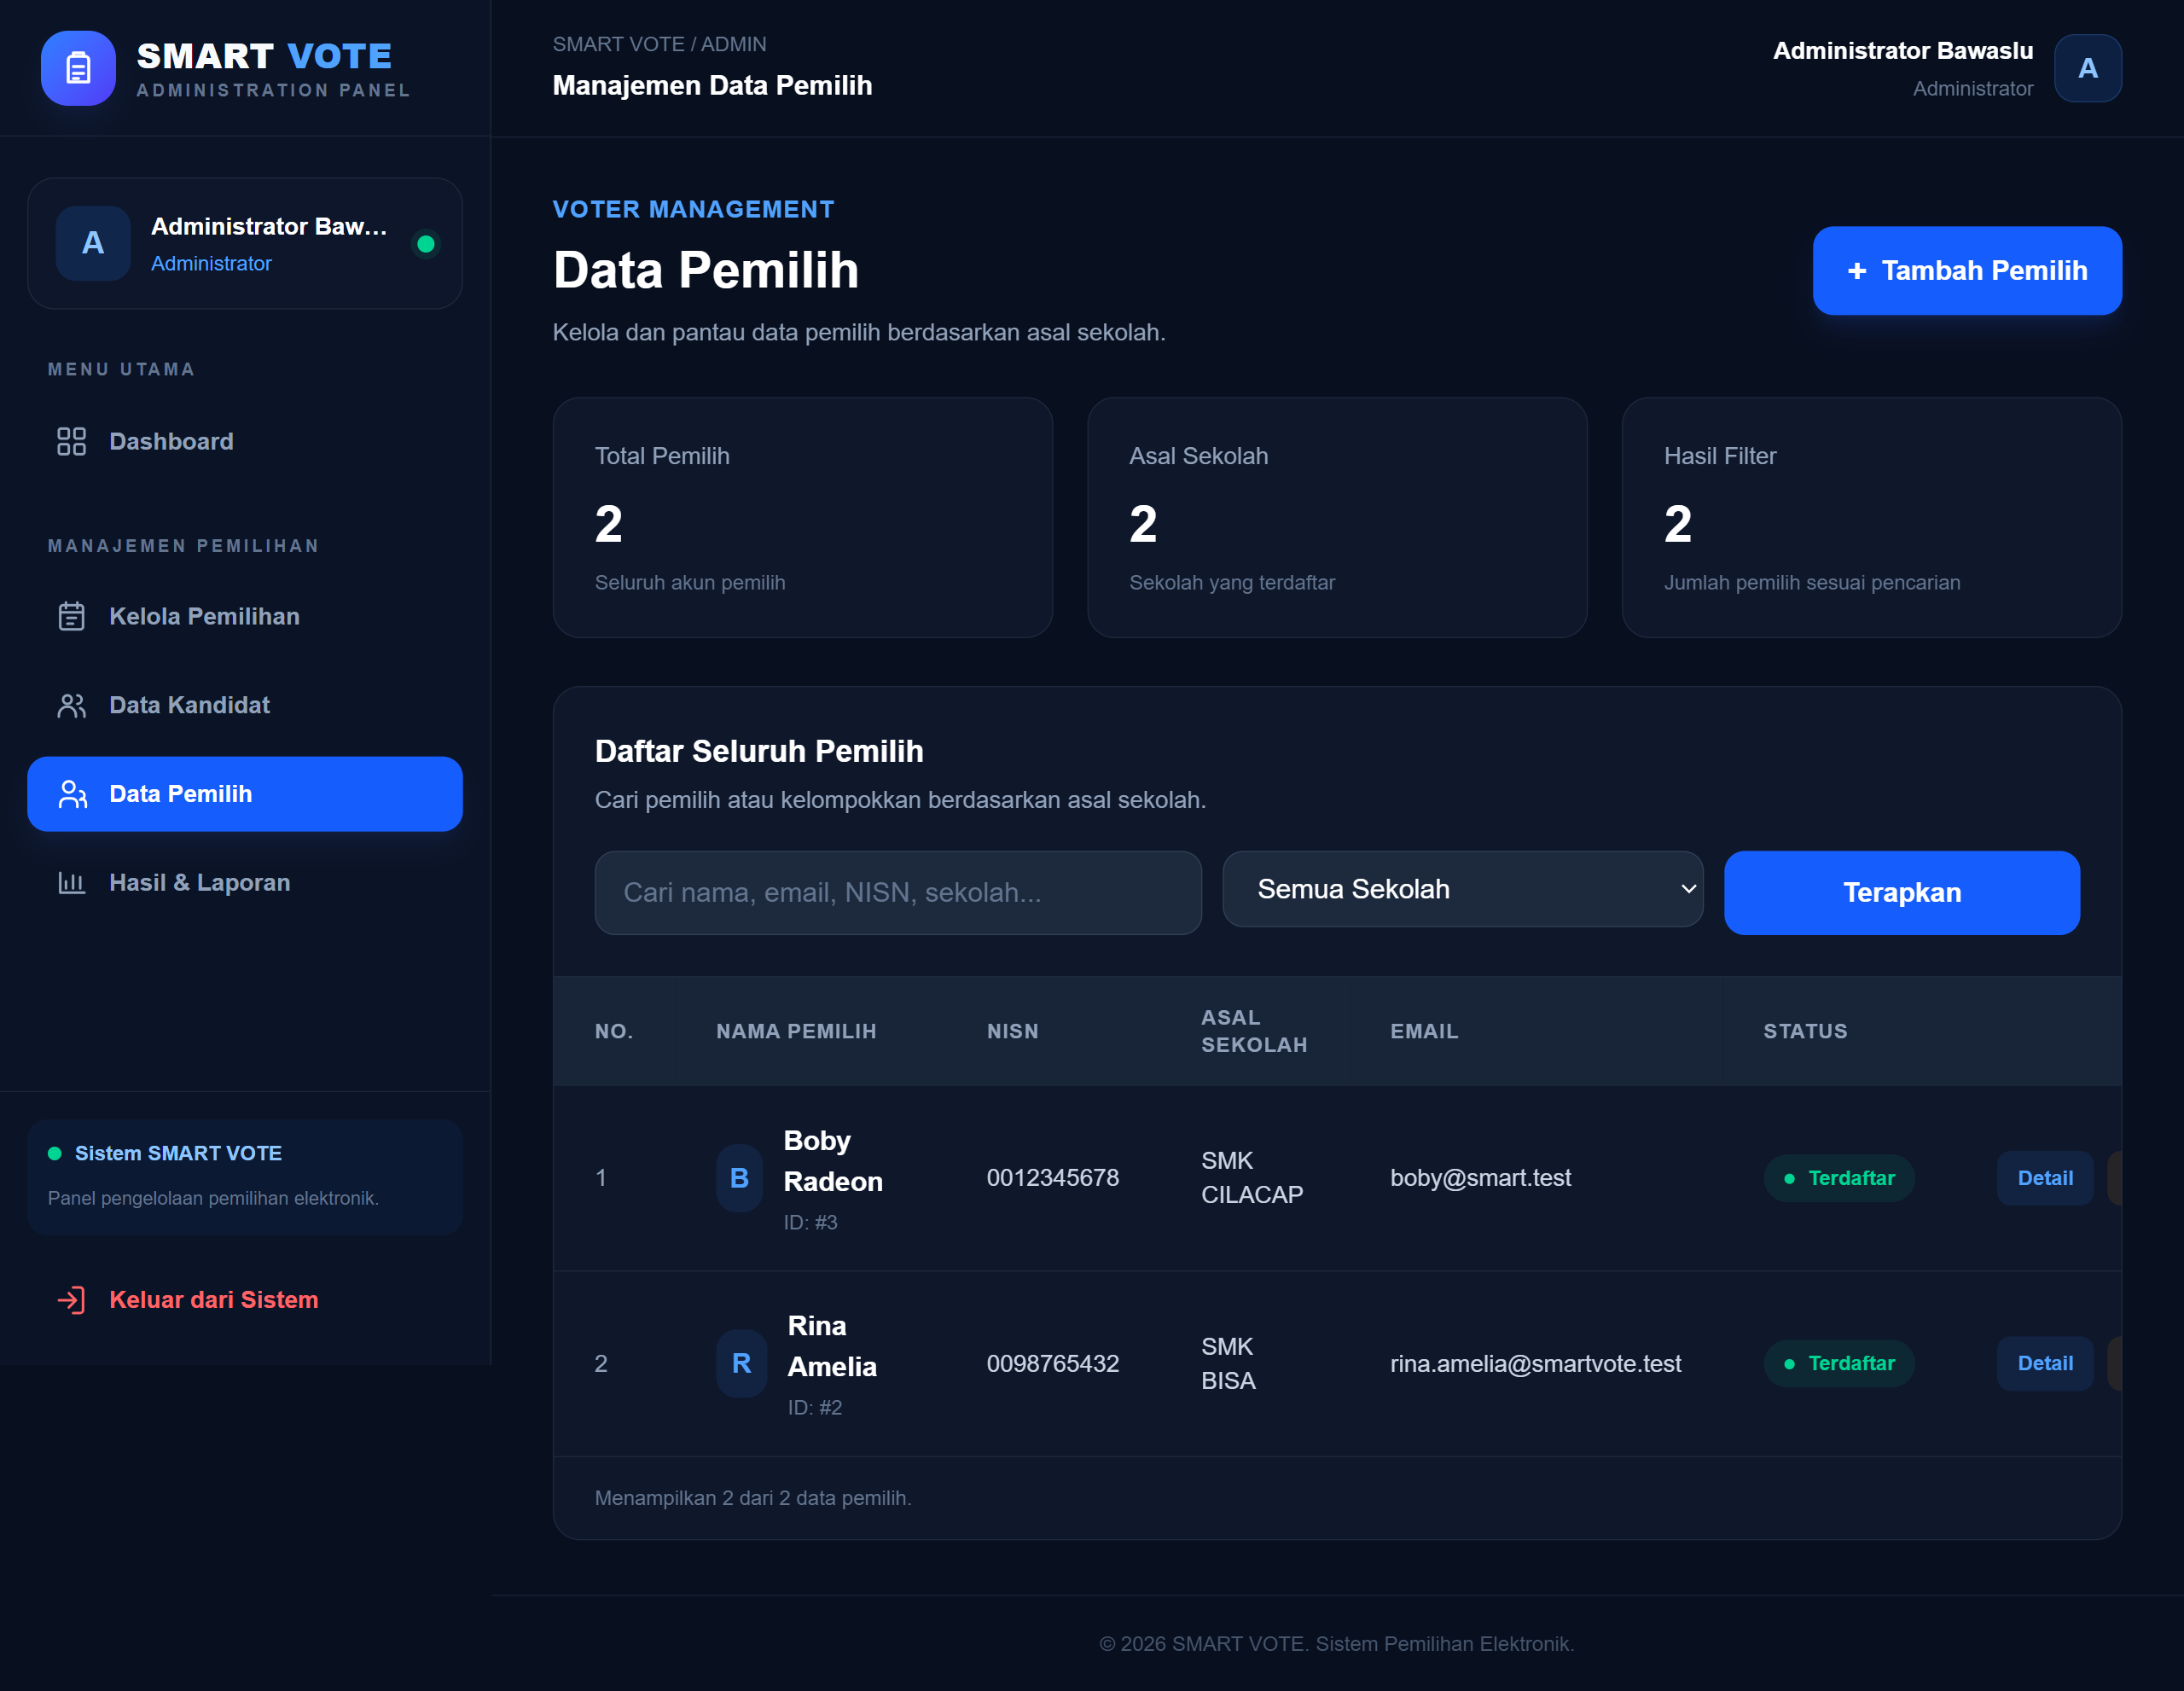 SMART VOTE
ADMINISTRATION PANEL
A
Administrator Baw...
Administrator
MENU UTAMA
Dashboard
MANAJEMEN PEMILIHAN
Kelola Pemilihan
Data Kandidat
Data Pemilih
Hasil & Laporan
Sistem SMART VOTE
Panel pengelolaan pemilihan elektronik.
Keluar dari Sistem
SMART VOTE / ADMIN
Manajemen Data Pemilih
Administrator Bawaslu
Administrator
A
VOTER MANAGEMENT
Data Pemilih
Kelola dan pantau data pemilih berdasarkan asal sekolah.
+ Tambah Pemilih
Total Pemilih
2
Seluruh akun pemilih
Asal Sekolah
2
Sekolah yang terdaftar
Hasil Filter
2
Jumlah pemilih sesuai pencarian
Daftar Seluruh Pemilih
Cari pemilih atau kelompokkan berdasarkan asal sekolah.
Cari nama, email, NISN, sekolah...
Semua Sekolah
Terapkan
NO.
NAMA PEMILIH
NISN
ASAL
SEKOLAH
EMAIL
STATUS
1
B
Boby
Radeon
ID: #3
0012345678
SMK
CILACAP
boby@smart.test
Terdaftar
Detail
2
R
Rina
Amelia
ID: #2
0098765432
SMK
BISA
rina.amelia@smartvote.test
Terdaftar
Detail
Menampilkan 2 dari 2 data pemilih.
© 2026 SMART VOTE. Sistem Pemilihan Elektronik.